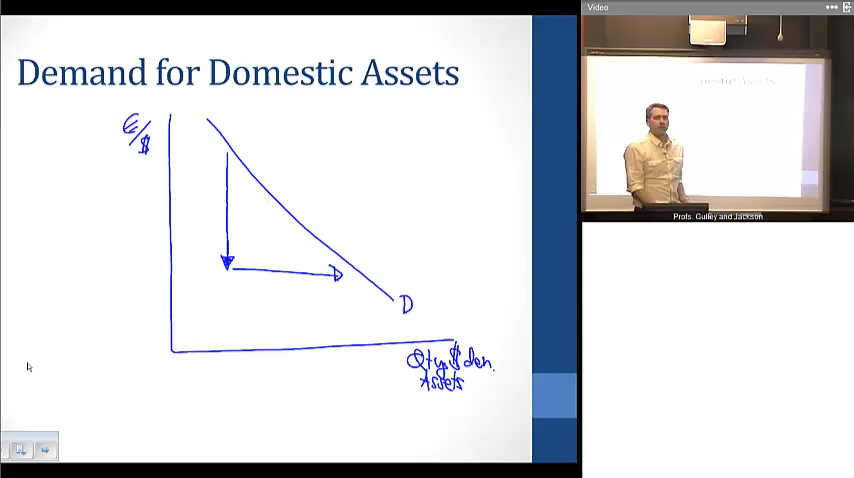 Video
Demand for Domestic Assets
€/$
D
Qty $ den.
Assets
Profs. Gulley and Jackson